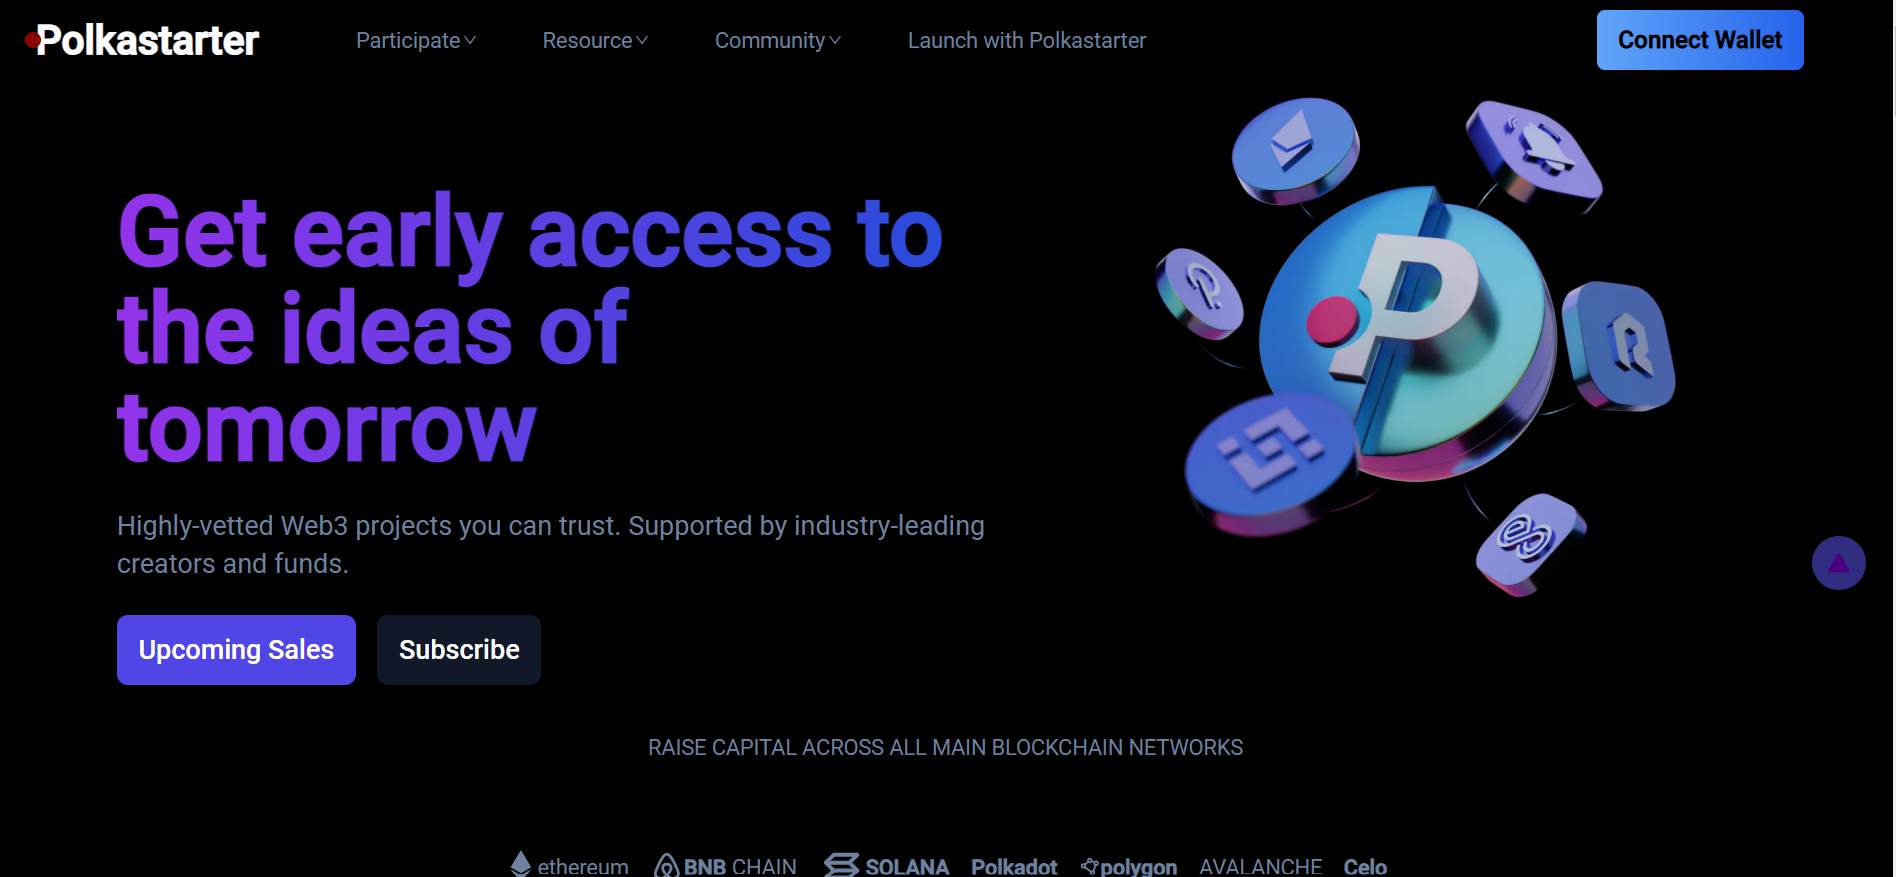 Polkastarter
Participate
Resource
Community
Launch with Polkastarter
Connect Wallet
Get early access to
the ideas of
tomorrow
Highly-vetted Web3 projects you can trust. Supported by industry-leading
creators and funds.
Upcoming Sales
Subscribe
RAISE CAPITAL ACROSS ALL MAIN BLOCKCHAIN NETWORKS
ethereum
BNB CHAIN
SOLANA
Polkadot
polygon
AVALANCHE
Celo